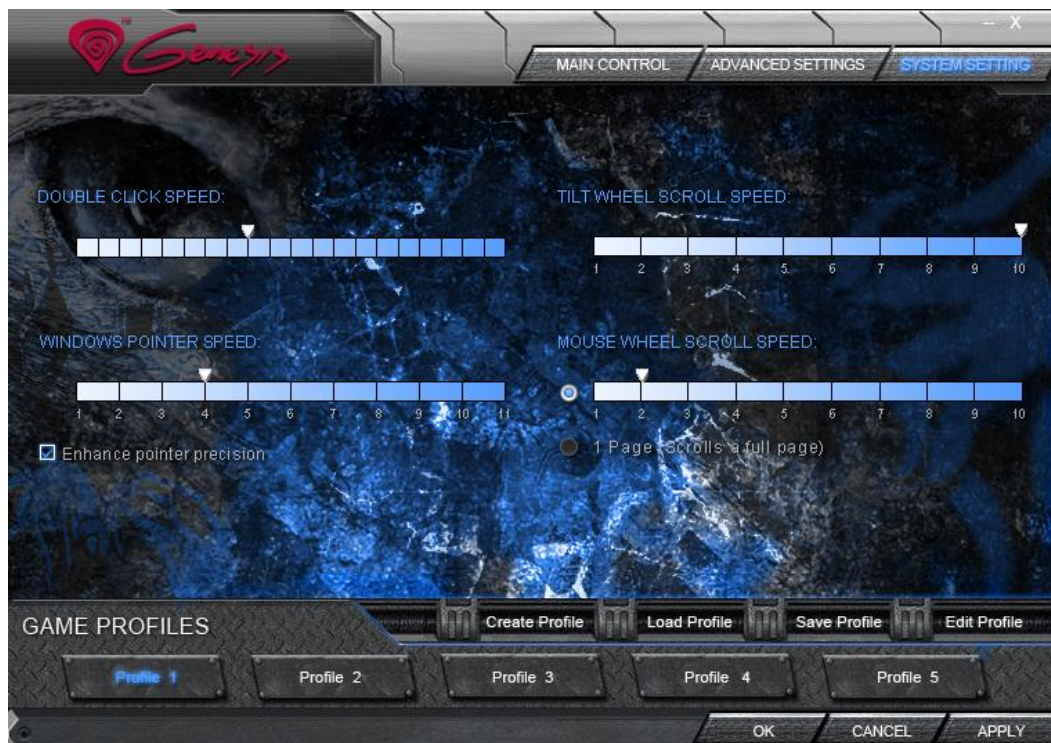 TM
Genesis
– X
MAIN CONTROL ADVANCED SETTINGS SYSTEM SETTING
DOUBLE CLICK SPEED:
TILT WHEEL SCROLL SPEED:
1 2 3 4 5 6 7 8 9 10
WINDOWS POINTER SPEED:
MOUSE WHEEL SCROLL SPEED:
1 2 3 4 5 6 7 8 9 10 11
1 2 3 4 5 6 7 8 9 10
Enhance pointer precision
1 Page (Scrolls a full page)
GAME PROFILES
Create Profile Load Profile Save Profile Edit Profile
Profile 1 Profile 2 Profile 3 Profile 4 Profile 5
OK CANCEL APPLY